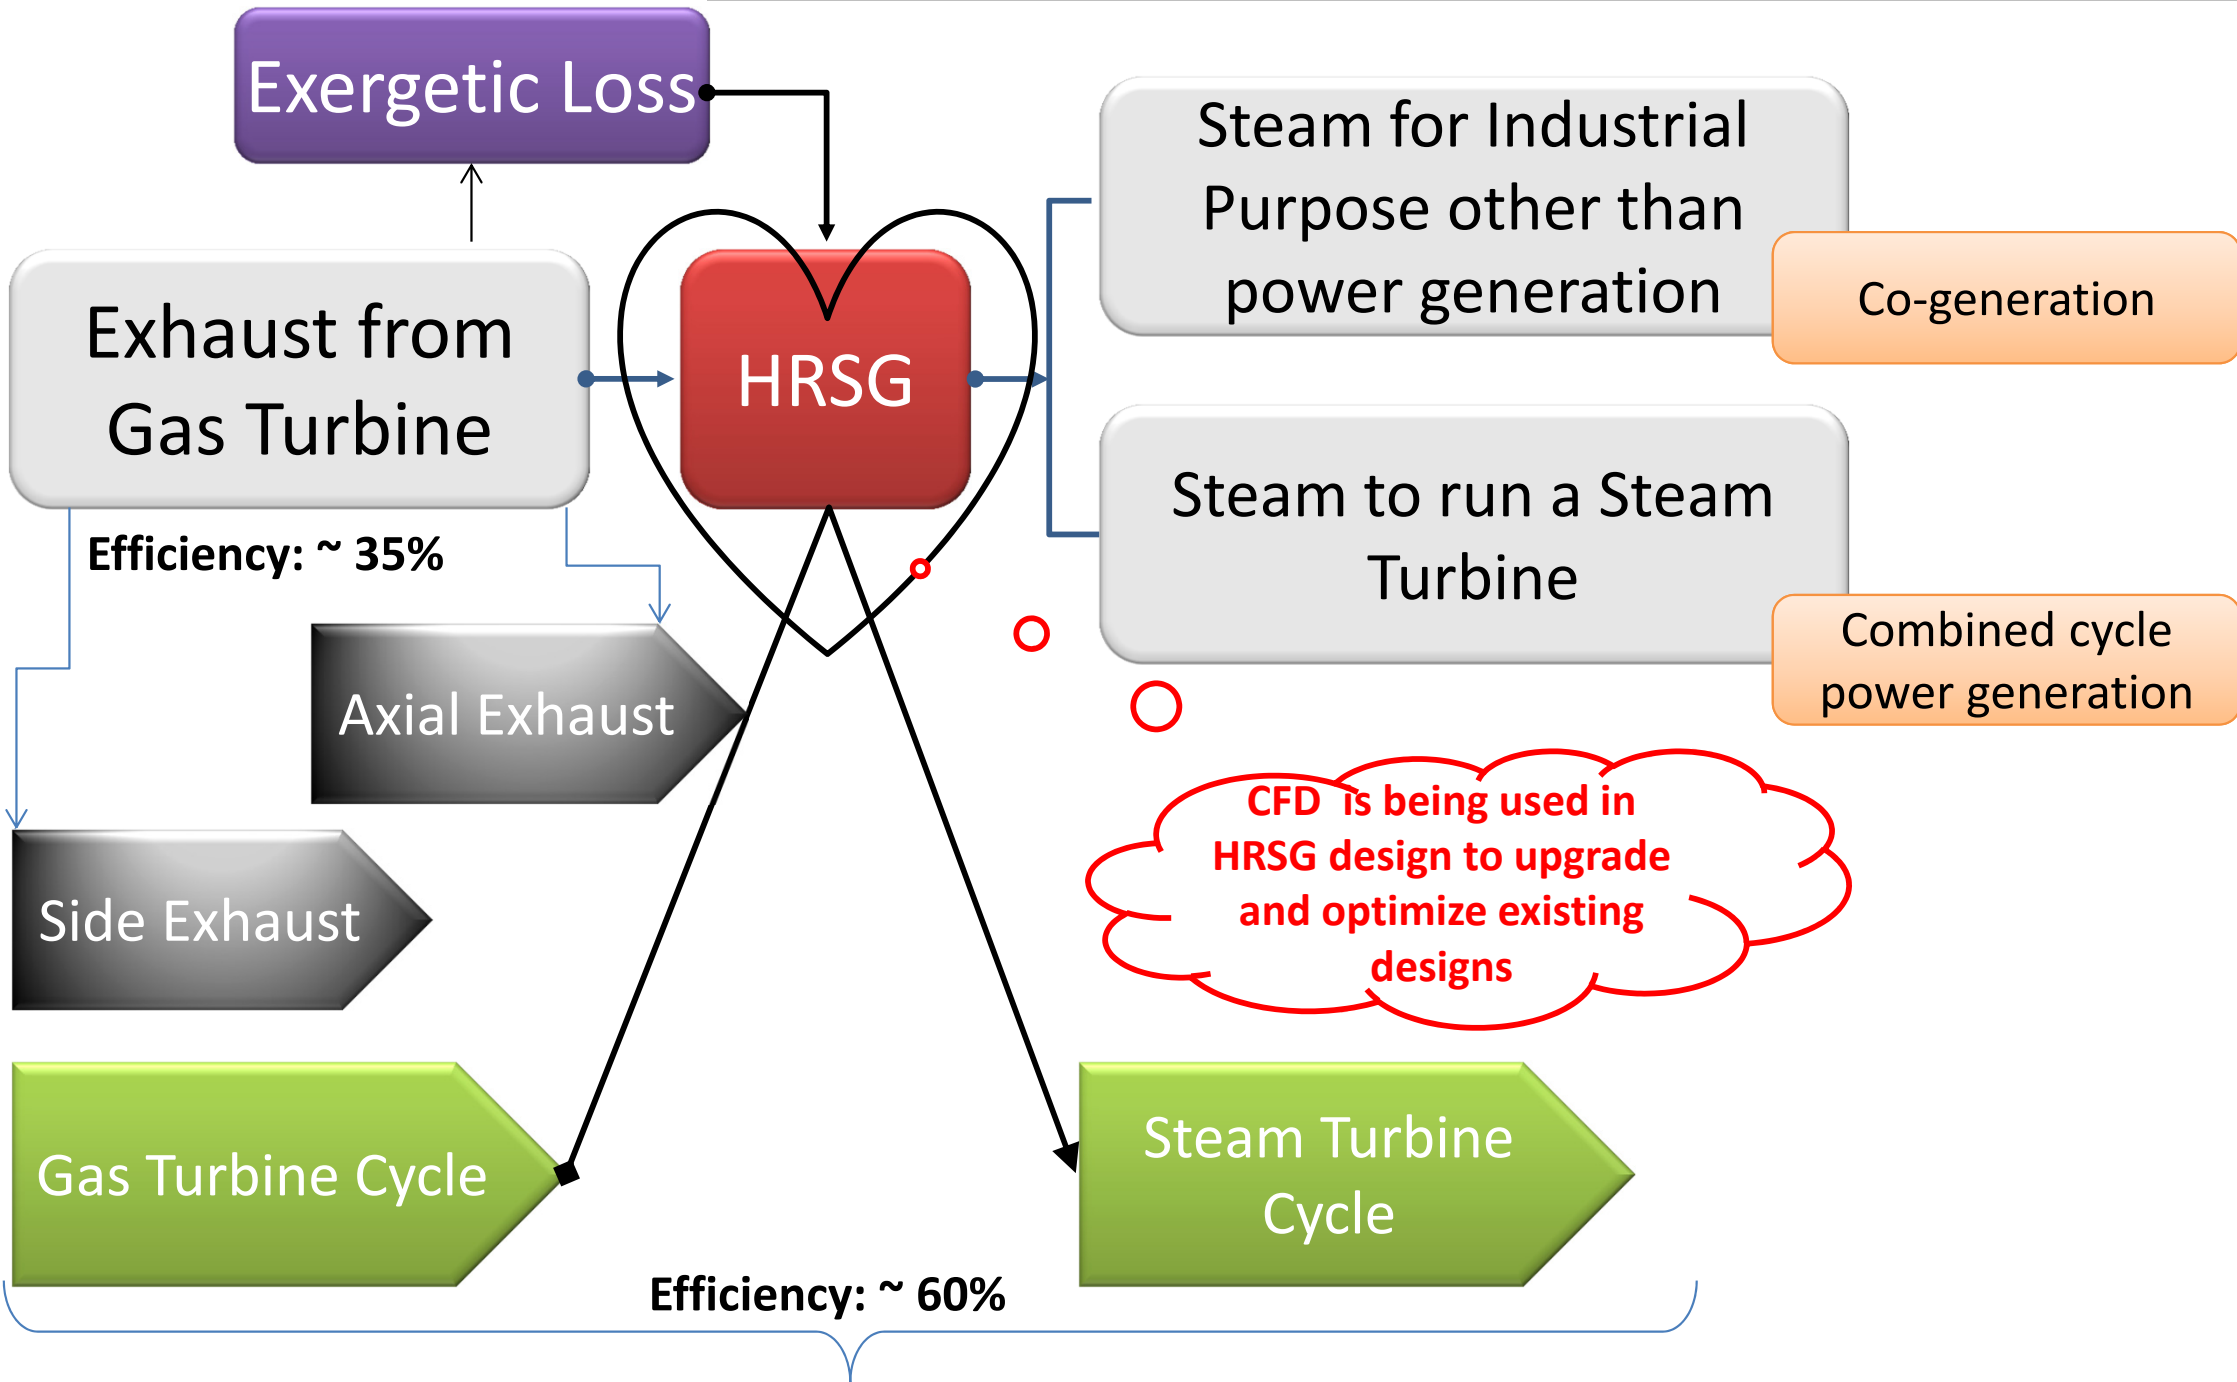 Exergetic Loss
Steam for Industrial
Purpose other than
power generation
Co-generation
Exhaust from
Gas Turbine
HRSG
Steam to run a Steam
Turbine
Combined cycle
power generation
Efficiency: ~ 35%
Axial Exhaust
Side Exhaust
CFD  is being used in
HRSG design to upgrade
and optimize existing
designs
Gas Turbine Cycle
Steam Turbine
Cycle
Efficiency: ~ 60%